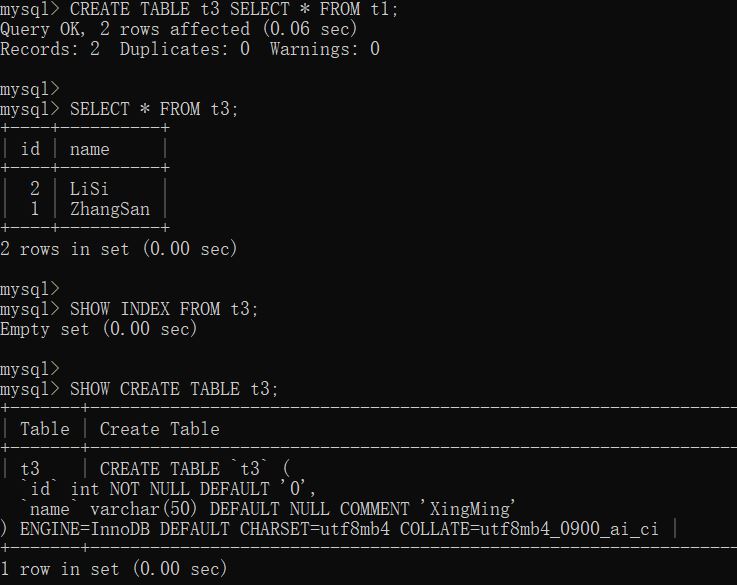 mysql> CREATE TABLE t3 SELECT * FROM t1;
Query OK, 2 rows affected (0.06 sec)
Records: 2  Duplicates: 0  Warnings: 0

mysql>
mysql> SELECT * FROM t3;
+----+----------+
| id | name     |
+----+----------+
|  2 | LiSi     |
|  1 | ZhangSan |
+----+----------+
2 rows in set (0.00 sec)

mysql>
mysql> SHOW INDEX FROM t3;
Empty set (0.00 sec)

mysql>
mysql> SHOW CREATE TABLE t3;
+-------+-----------------------------------------------------------------
| Table | Create Table
+-------+-----------------------------------------------------------------
| t3    | CREATE TABLE `t3` (
  `id` int NOT NULL DEFAULT '0',
  `name` varchar(50) DEFAULT NULL COMMENT 'XingMing'
) ENGINE=InnoDB DEFAULT CHARSET=utf8mb4 COLLATE=utf8mb4_0900_ai_ci |
+-------+-----------------------------------------------------------------
1 row in set (0.00 sec)